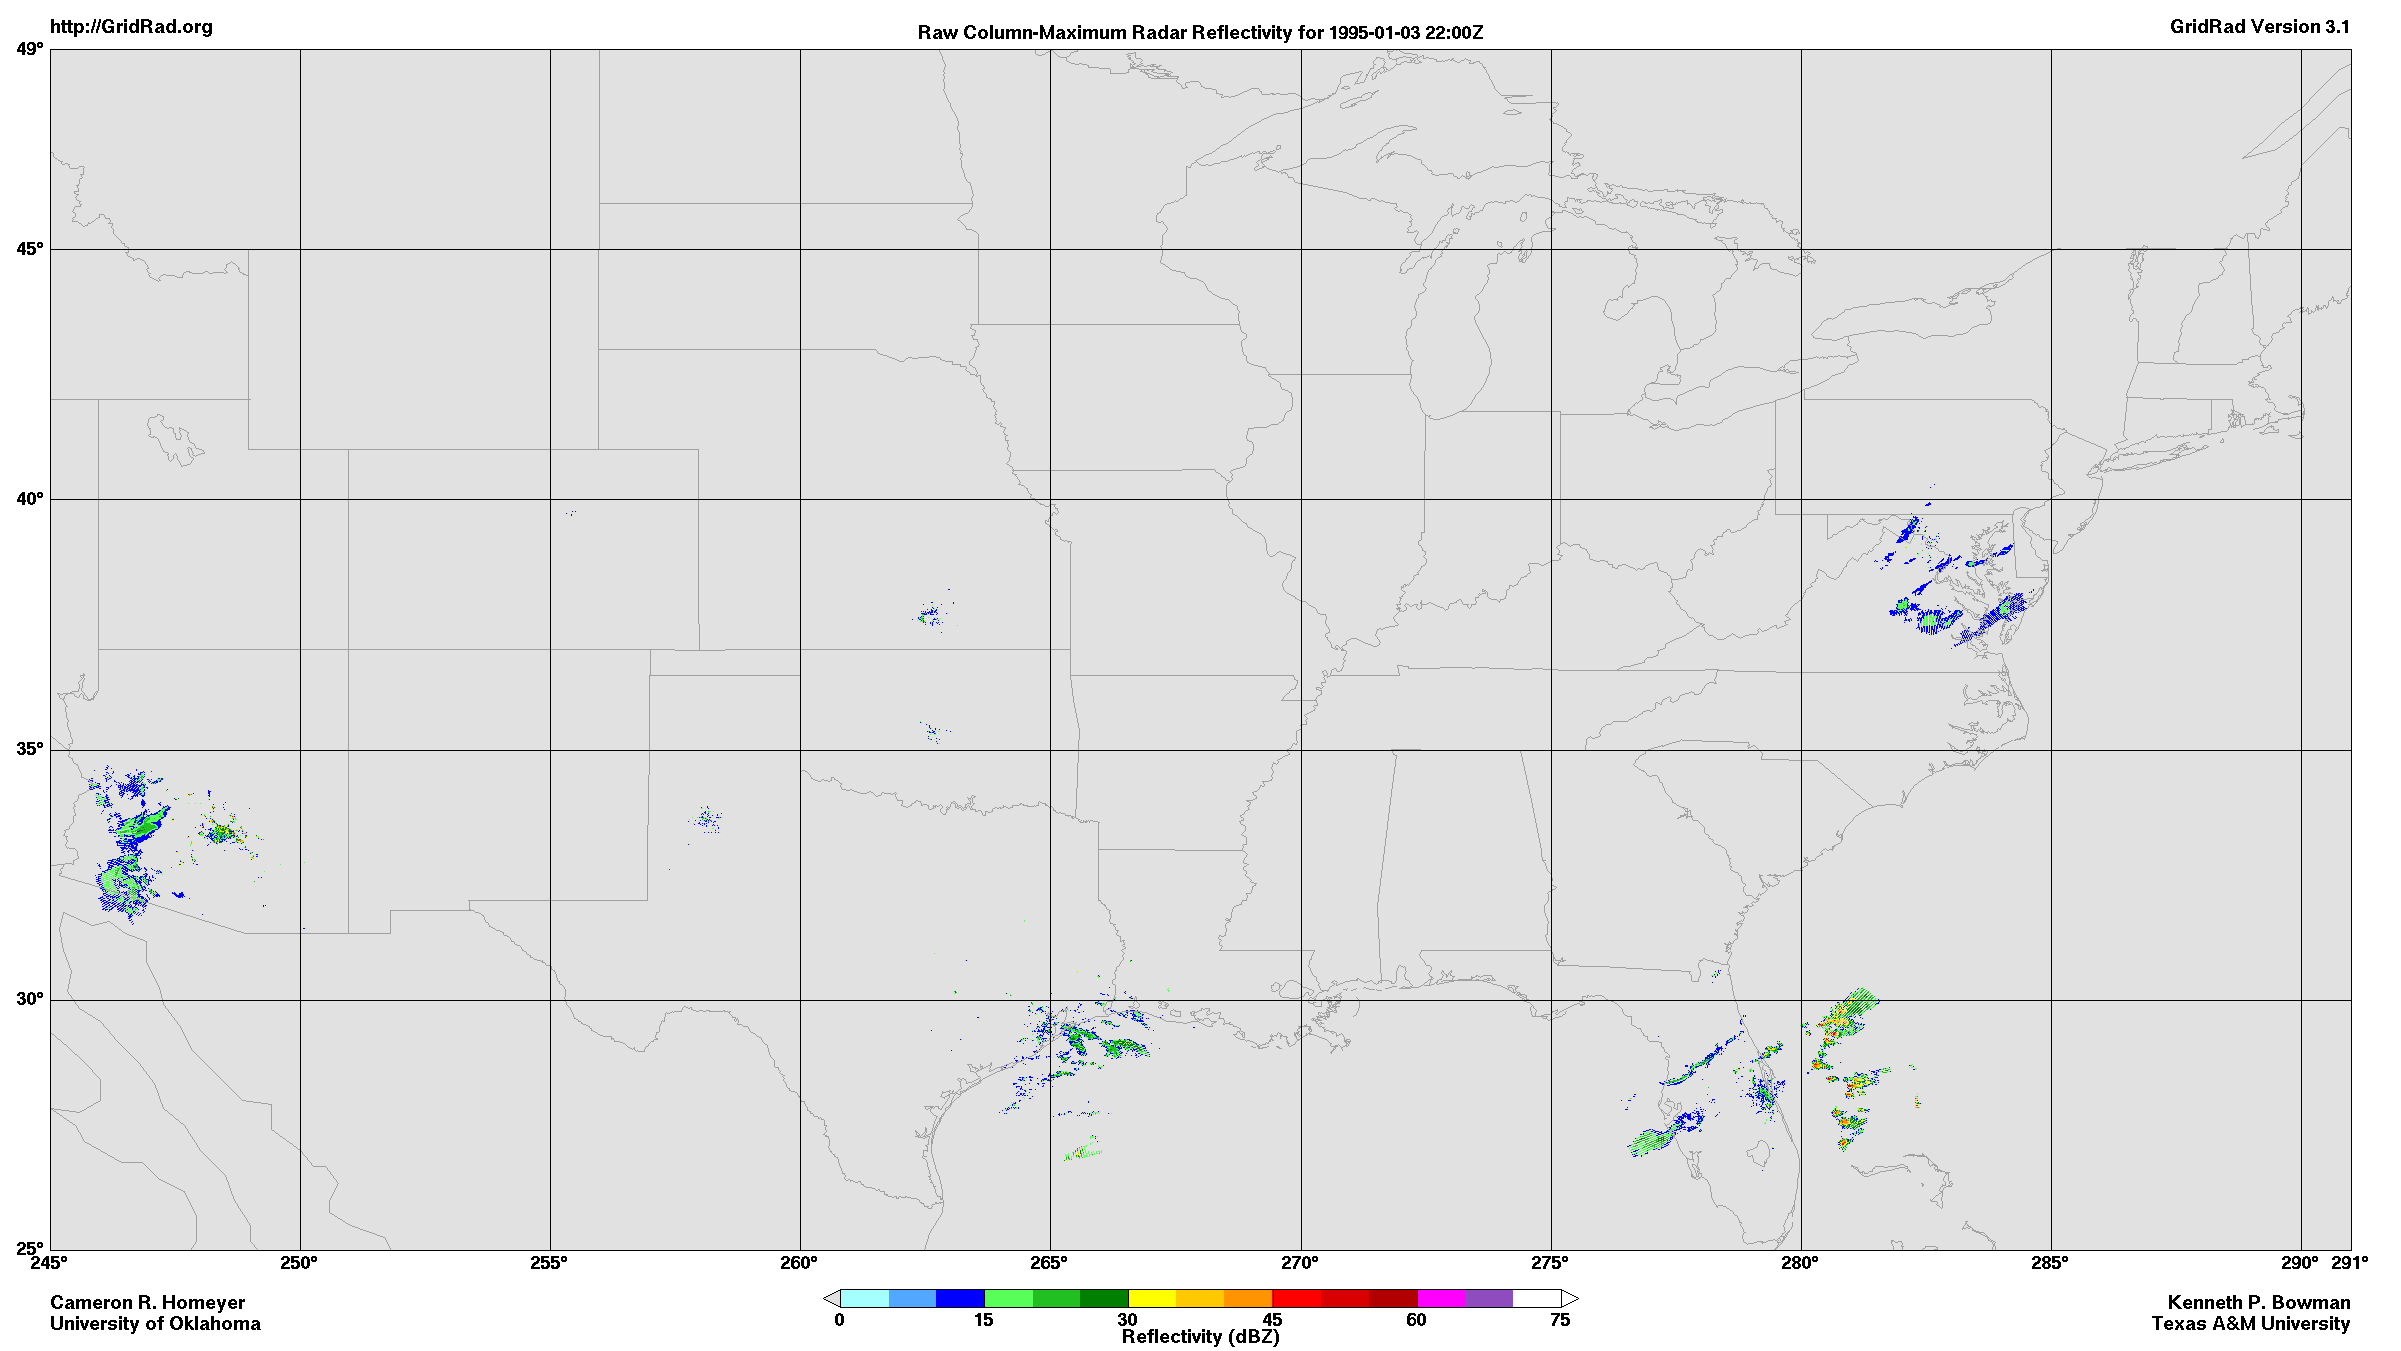 http://GridRad.org
Raw Column-Maximum Radar Reflectivity for 1995-01-03 22:00Z
GridRad Version 3.1
49°
45°
40°
35°
30°
25°
245° 250° 255° 260° 265° 270° 275° 280° 285° 290° 291°
Cameron R. Homeyer
University of Oklahoma
0 15 30 45 60 75
Reflectivity (dBZ)
Kenneth P. Bowman
Texas A&M University